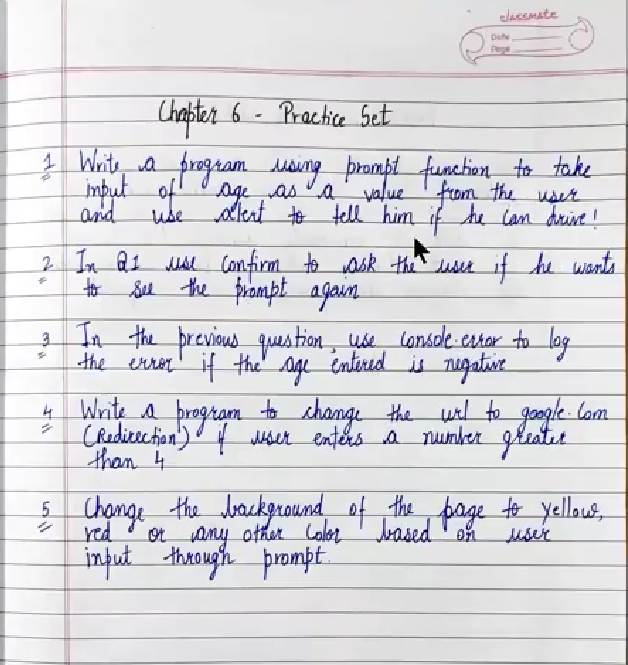 classmate
Date
Page
Chapter 6 - Practice Set
1 Write a program using prompt function to take
input of age as a value from the user
and use alert to tell him if he can drive!
2 In Q1 use confirm to ask the user if he wants
to see the prompt again
3 In the previous question, use console.error to log
the error if the age entered is negative
4 Write a program to change the url to google.com
(Redirection) if user enters a number greater
than 4
5 Change the background of the page to yellow,
red or any other color based on user
input through prompt.